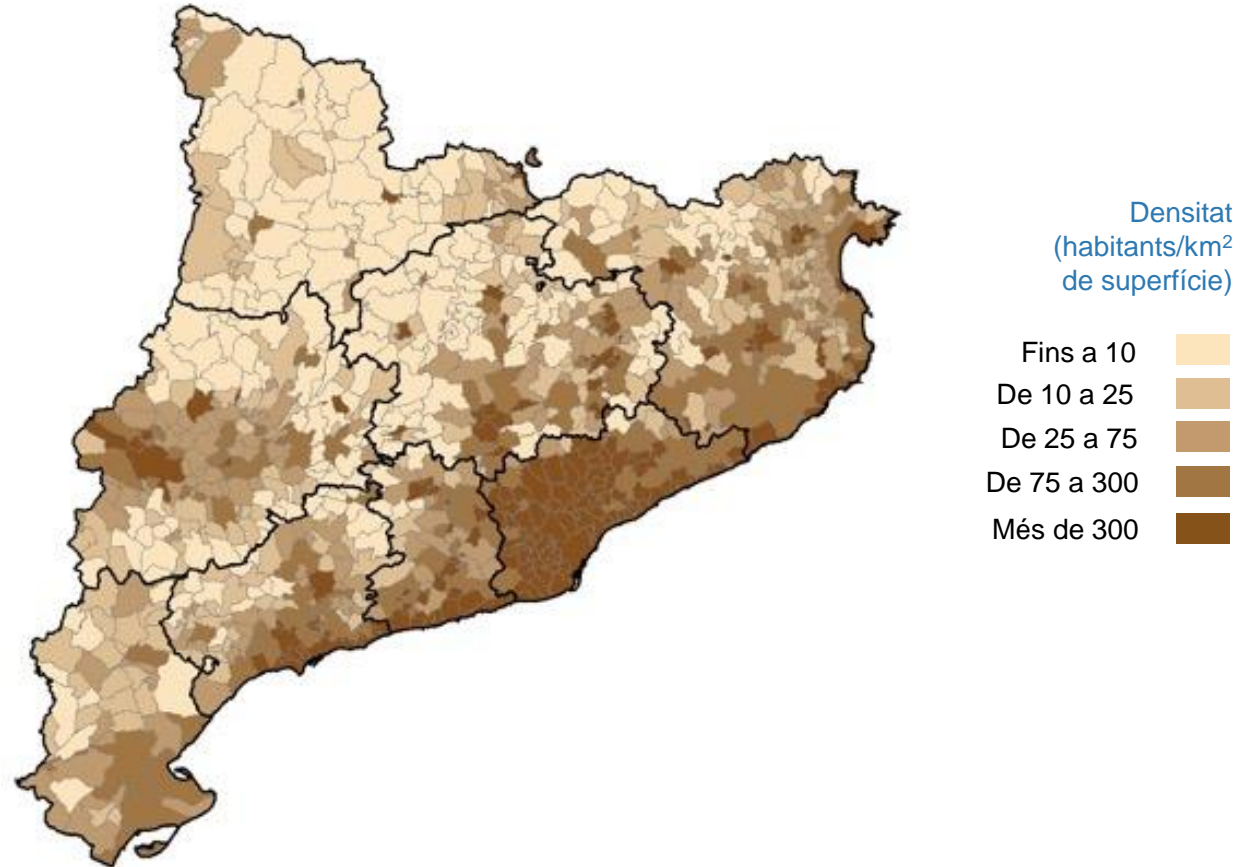 Densitat
(habitants/km²
de superfície)
Fins a 10
De 10 a 25
De 25 a 75
De 75 a 300
Més de 300